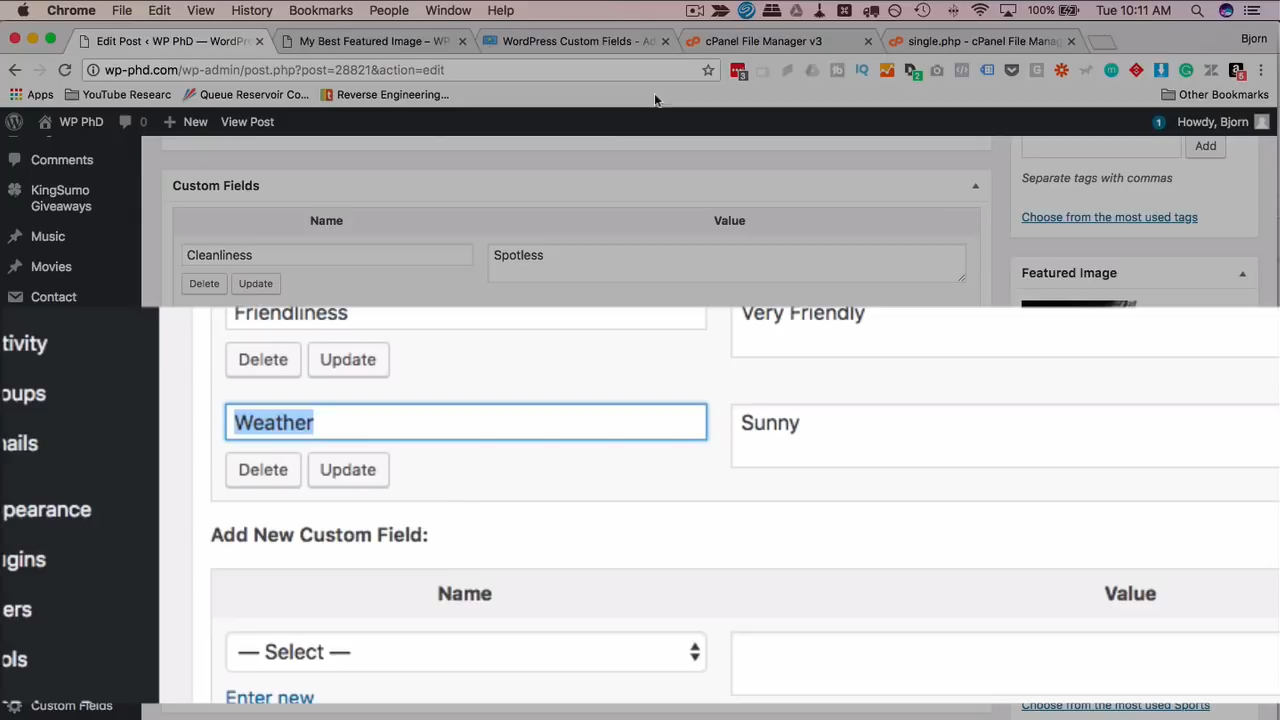 Chrome File Edit View History Bookmarks People Window Help 100% Tue 10:11 AM
Edit Post ‹ WP PhD — WordPre
My Best Featured Image – WP
WordPress Custom Fields - Ad
cPanel File Manager v3
single.php - cPanel File Manag
Bjorn
wp-phd.com/wp-admin/post.php?post=28821&action=edit
Apps YouTube Researc Queue Reservoir Co... Reverse Engineering... Other Bookmarks
WP PhD 0 New View Post 1 Howdy, Bjorn
Comments
KingSumo
Giveaways
Music
Movies
Contact
Custom Fields
Name Value
Cleanliness Spotless
Delete Update
Add
Separate tags with commas
Choose from the most used tags
Featured Image
tivity
oups
nails
pearance
ugins
ers
ols
Custom Fields
Friendliness Very Friendly
Delete Update
Weather Sunny
Delete Update
Add New Custom Field:
Name Value
— Select —
Enter new
Choose from the most used Sports